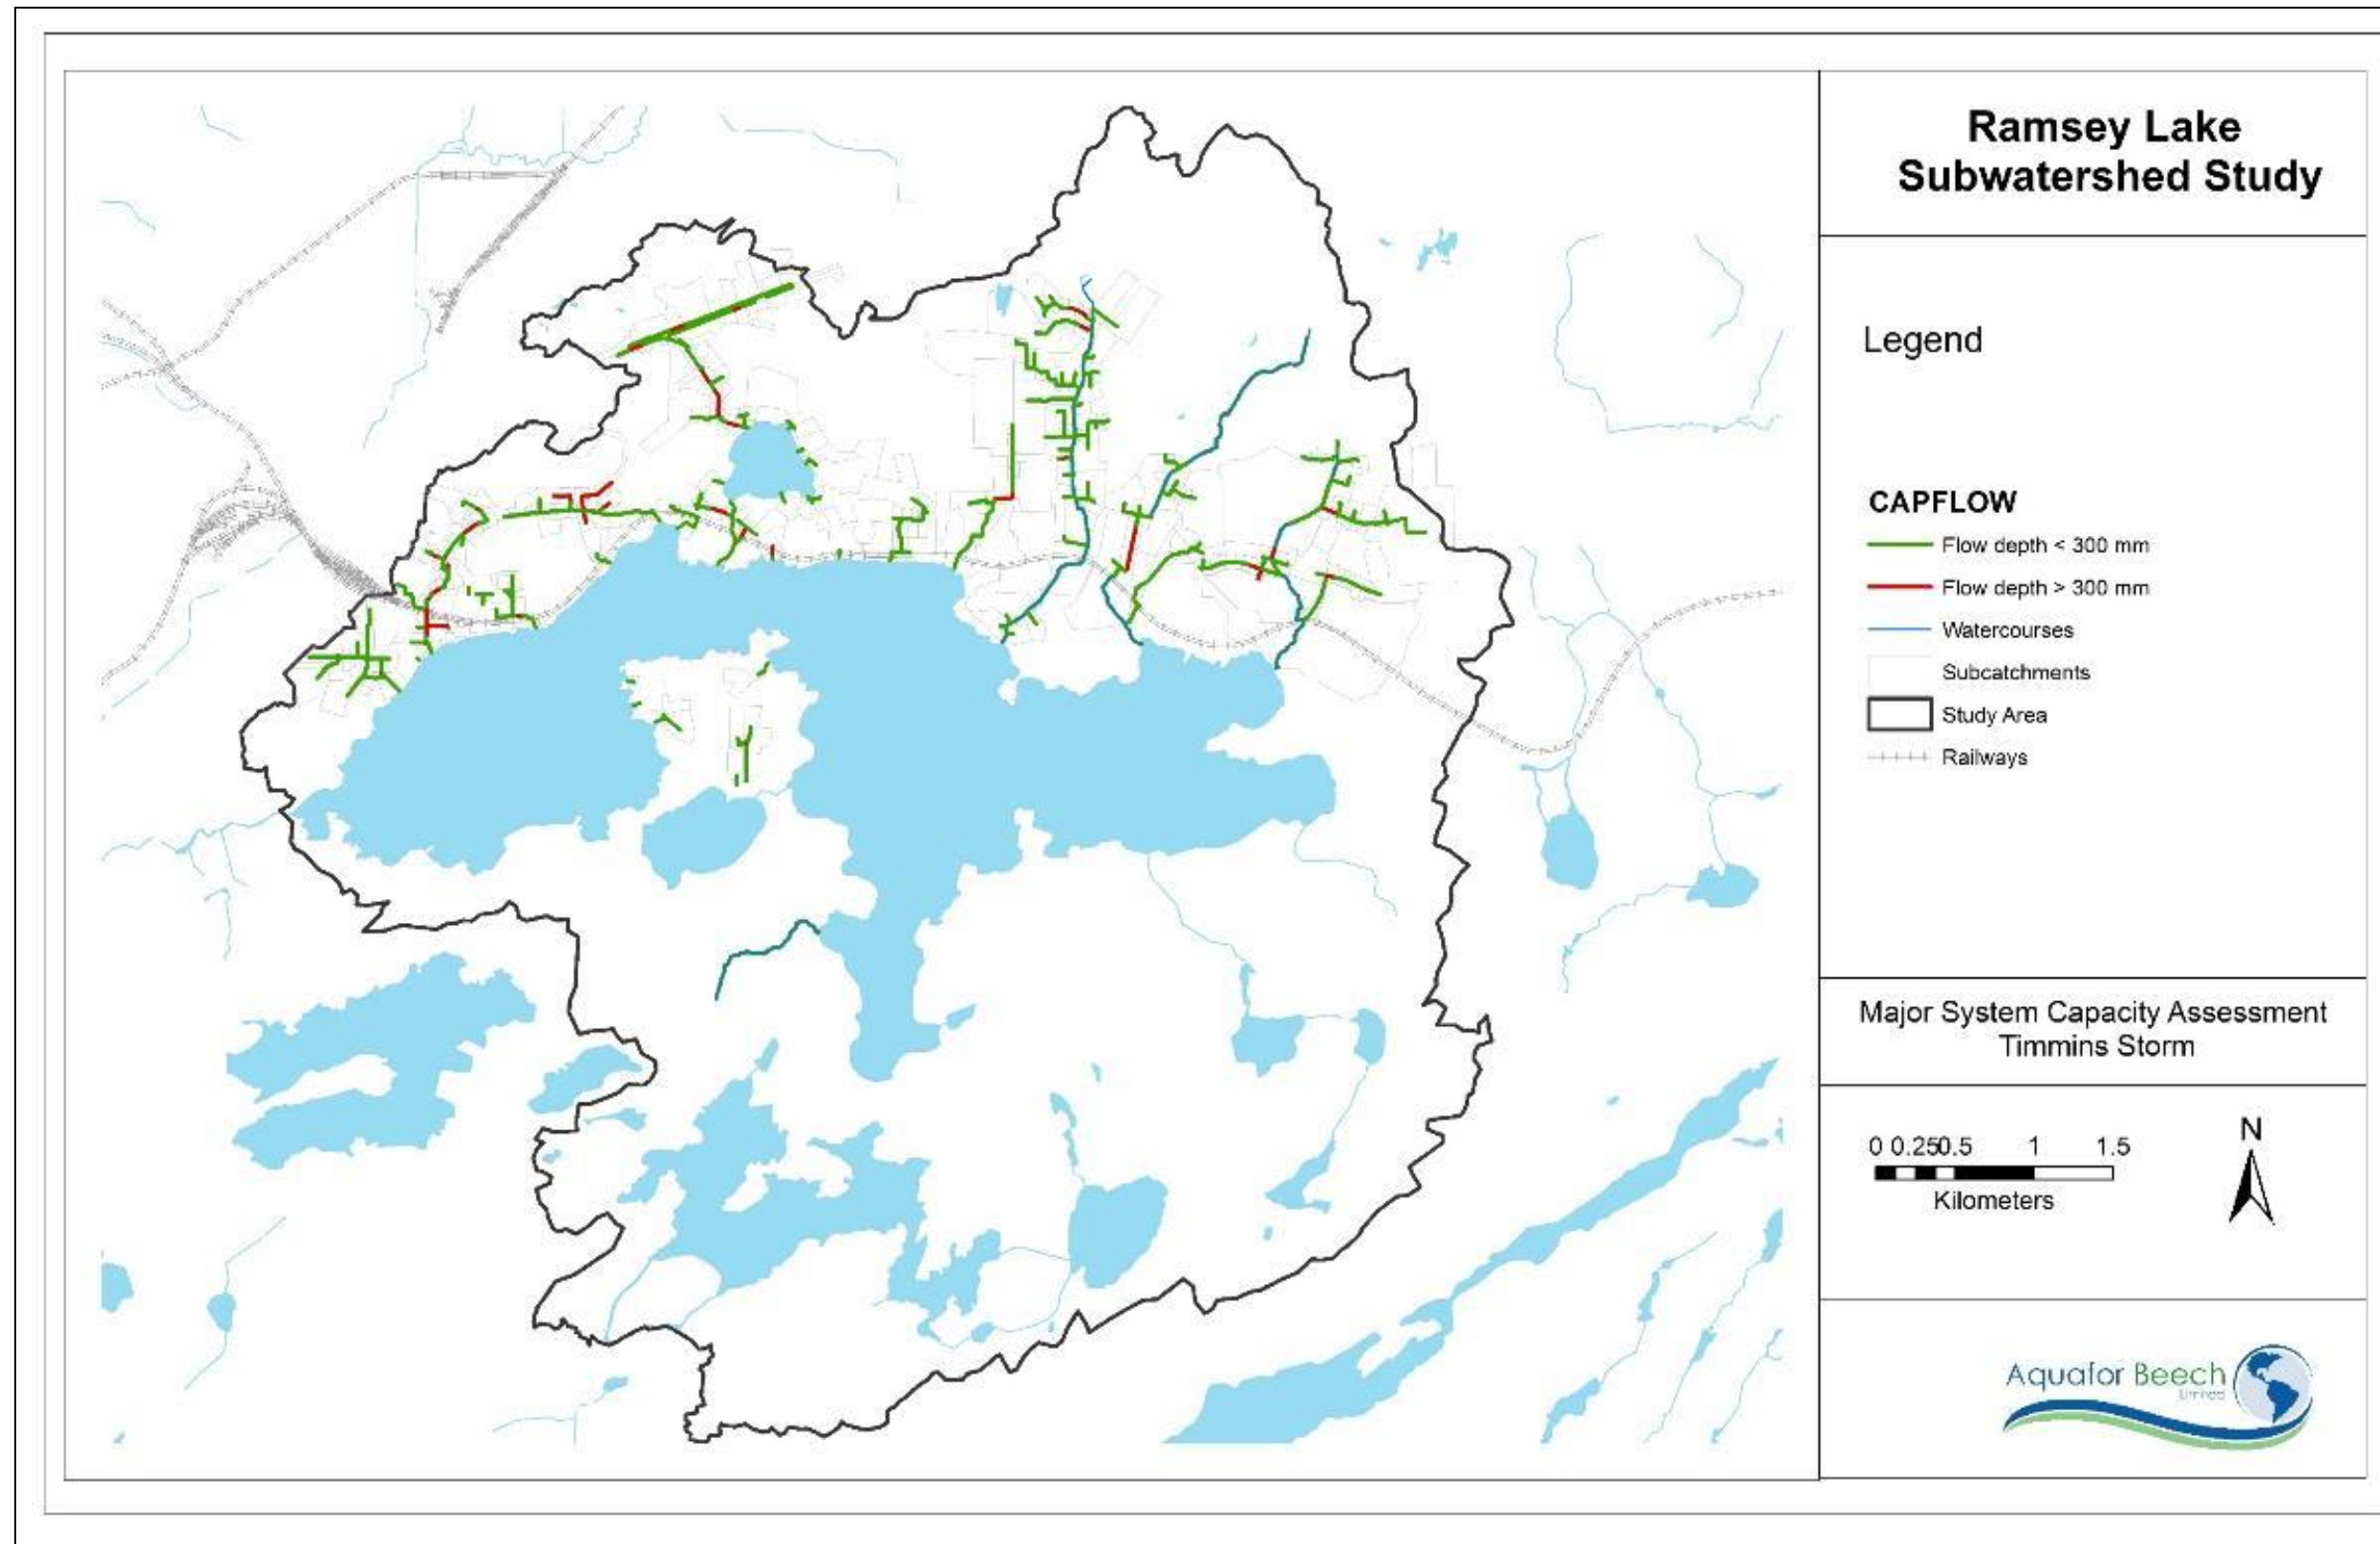 Ramsey Lake
Subwatershed Study
Legend
CAPFLOW
Flow depth < 300 mm
Flow depth > 300 mm
Watercourses
Subcatchments
Study Area
Railways
Major System Capacity Assessment
Timmins Storm
0 0.250.5 1 1.5
Kilometers
N
Aquafor Beech
Limited